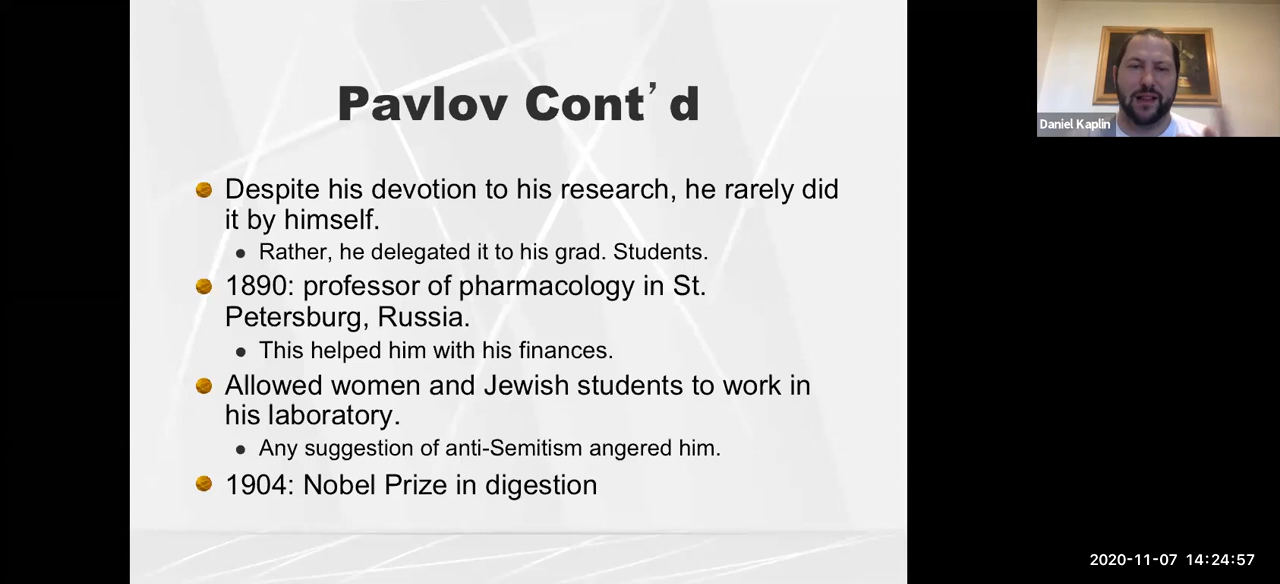 Pavlov Cont’d
Despite his devotion to his research, he rarely did
it by himself.
Rather, he delegated it to his grad. Students.
1890: professor of pharmacology in St.
Petersburg, Russia.
This helped him with his finances.
Allowed women and Jewish students to work in
his laboratory.
Any suggestion of anti-Semitism angered him.
1904: Nobel Prize in digestion
Daniel Kaplin
2020-11-07 14:24:57